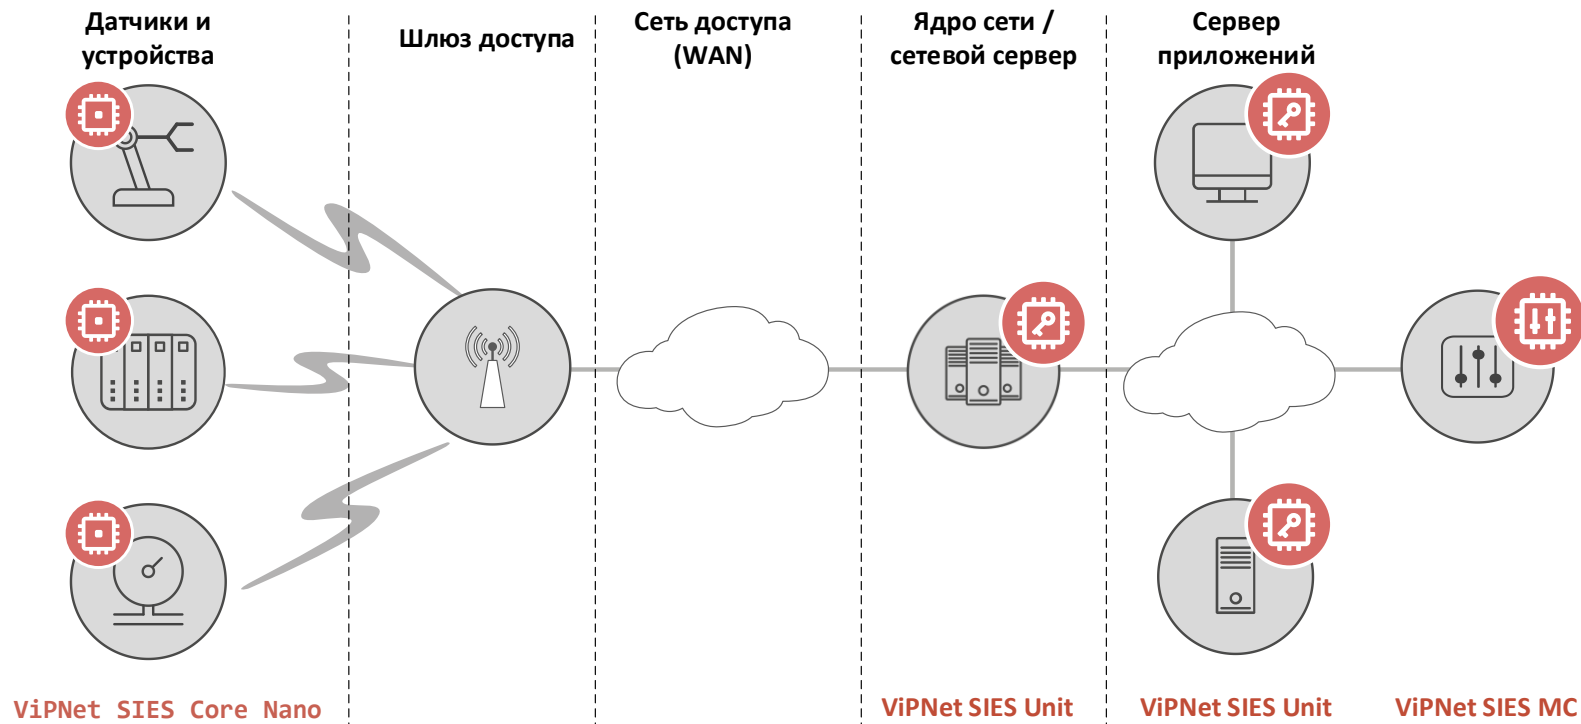 Датчики и
устройства
Шлюз доступа
Сеть доступа
(WAN)
Ядро сети /
сетевой сервер
Сервер
приложений
ViPNet SIES Core Nano
ViPNet SIES Unit
ViPNet SIES Unit
ViPNet SIES MC